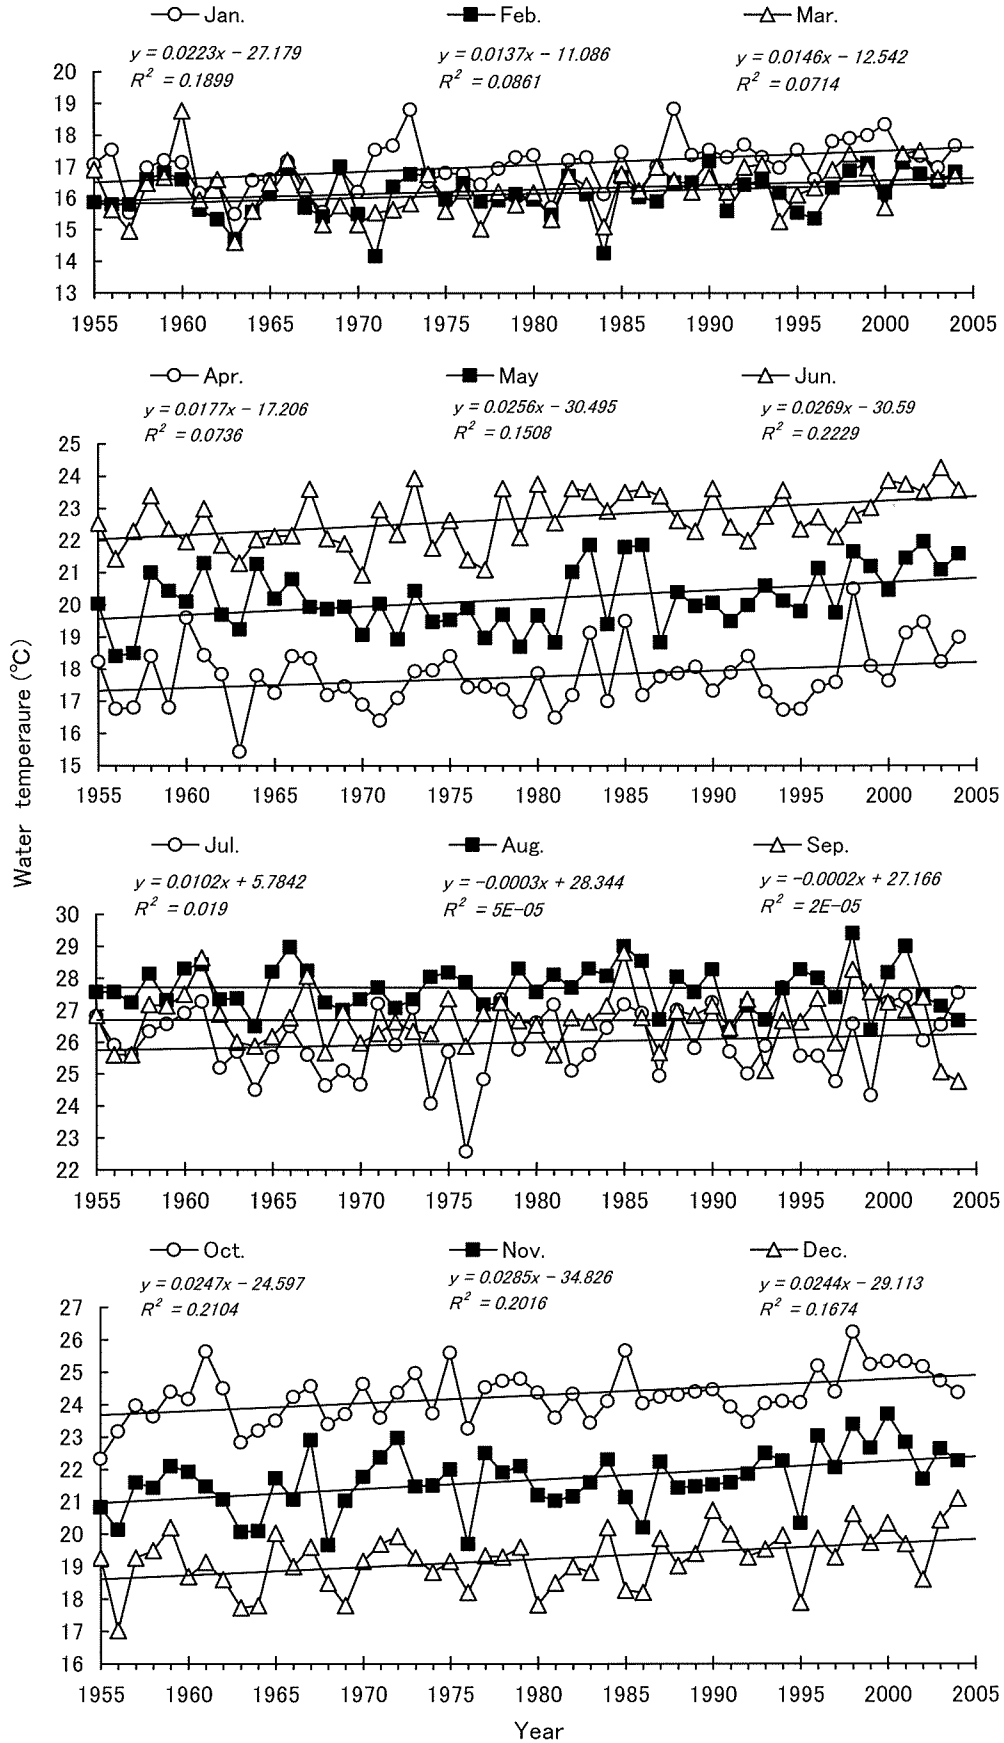 Jan. Feb. Mar.
y = 0.0223x − 27.179 y = 0.0137x − 11.086 y = 0.0146x − 12.542
R² = 0.1899 R² = 0.0861 R² = 0.0714
20
19
18
17
16
15
14
13
1955 1960 1965 1970 1975 1980 1985 1990 1995 2000 2005
Apr. May Jun.
y = 0.0177x − 17.206 y = 0.0256x − 30.495 y = 0.0269x − 30.59
R² = 0.0736 R² = 0.1508 R² = 0.2229
25
24
23
22
21
20
19
18
17
16
15
1955 1960 1965 1970 1975 1980 1985 1990 1995 2000 2005
Water temperaure (℃)
Jul. Aug. Sep.
y = 0.0102x + 5.7842 y = −0.0003x + 28.344 y = −0.0002x + 27.166
R² = 0.019 R² = 5E−05 R² = 2E−05
30
29
28
27
26
25
24
23
22
1955 1960 1965 1970 1975 1980 1985 1990 1995 2000 2005
Oct. Nov. Dec.
y = 0.0247x − 24.597 y = 0.0285x − 34.826 y = 0.0244x − 29.113
R² = 0.2104 R² = 0.2016 R² = 0.1674
27
26
25
24
23
22
21
20
19
18
17
16
1955 1960 1965 1970 1975 1980 1985 1990 1995 2000 2005
Year